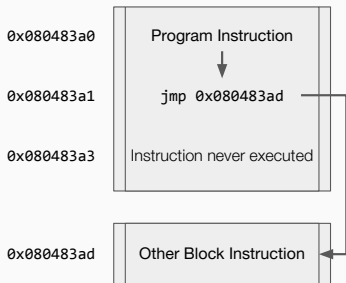 0x080483a0 Program Instruction
0x080483a1 jmp 0x080483ad
0x080483a3 Instruction never executed
0x080483ad Other Block Instruction